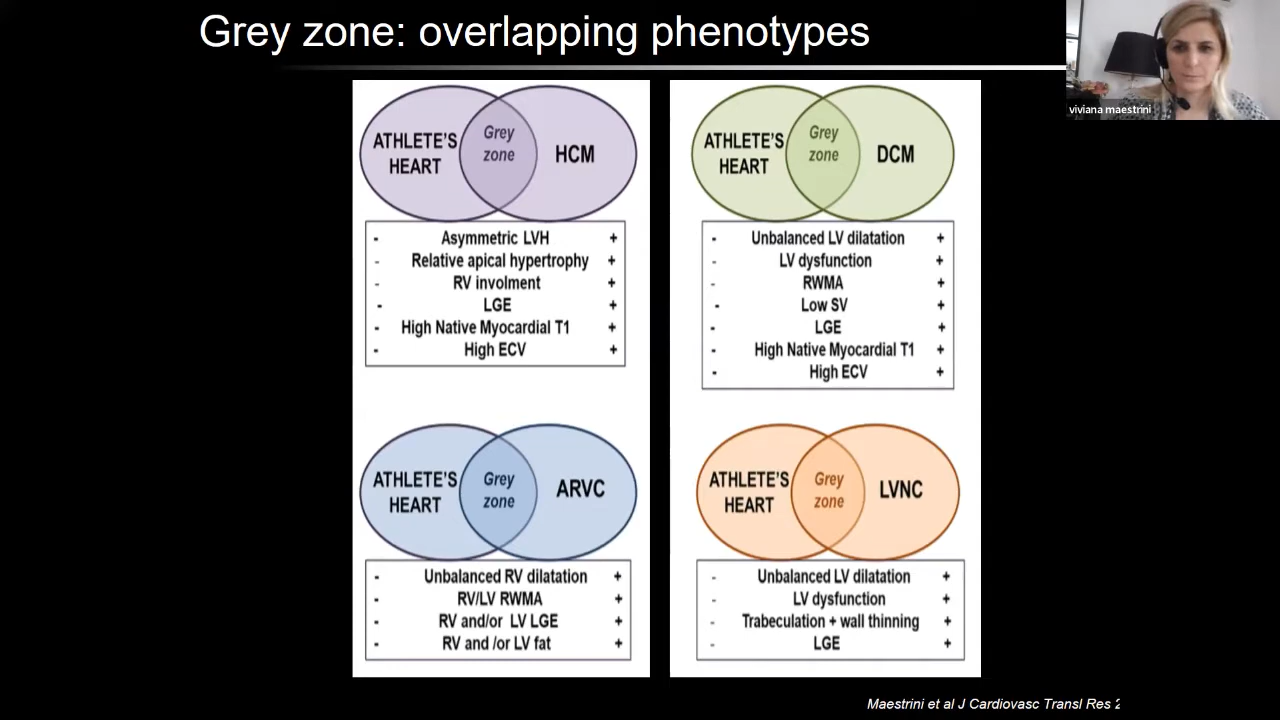 Grey zone: overlapping phenotypes
viviana maestrini
ATHLETE'S
HEART
Grey
zone
HCM
- Asymmetric LVH +
- Relative apical hypertrophy +
- RV involment +
- LGE +
- High Native Myocardial T1 +
- High ECV +
ATHLETE'S
HEART
Grey
zone
DCM
- Unbalanced LV dilatation +
- LV dysfunction +
- RWMA +
- Low SV +
- LGE +
- High Native Myocardial T1 +
- High ECV +
ATHLETE'S
HEART
Grey
zone
ARVC
- Unbalanced RV dilatation +
- RV/LV RWMA +
- RV and/or LV LGE +
- RV and /or LV fat +
ATHLETE'S
HEART
Grey
zone
LVNC
- Unbalanced LV dilatation +
- LV dysfunction +
- Trabeculation + wall thinning +
- LGE +
Maestrini et al J Cardiovasc Transl Res